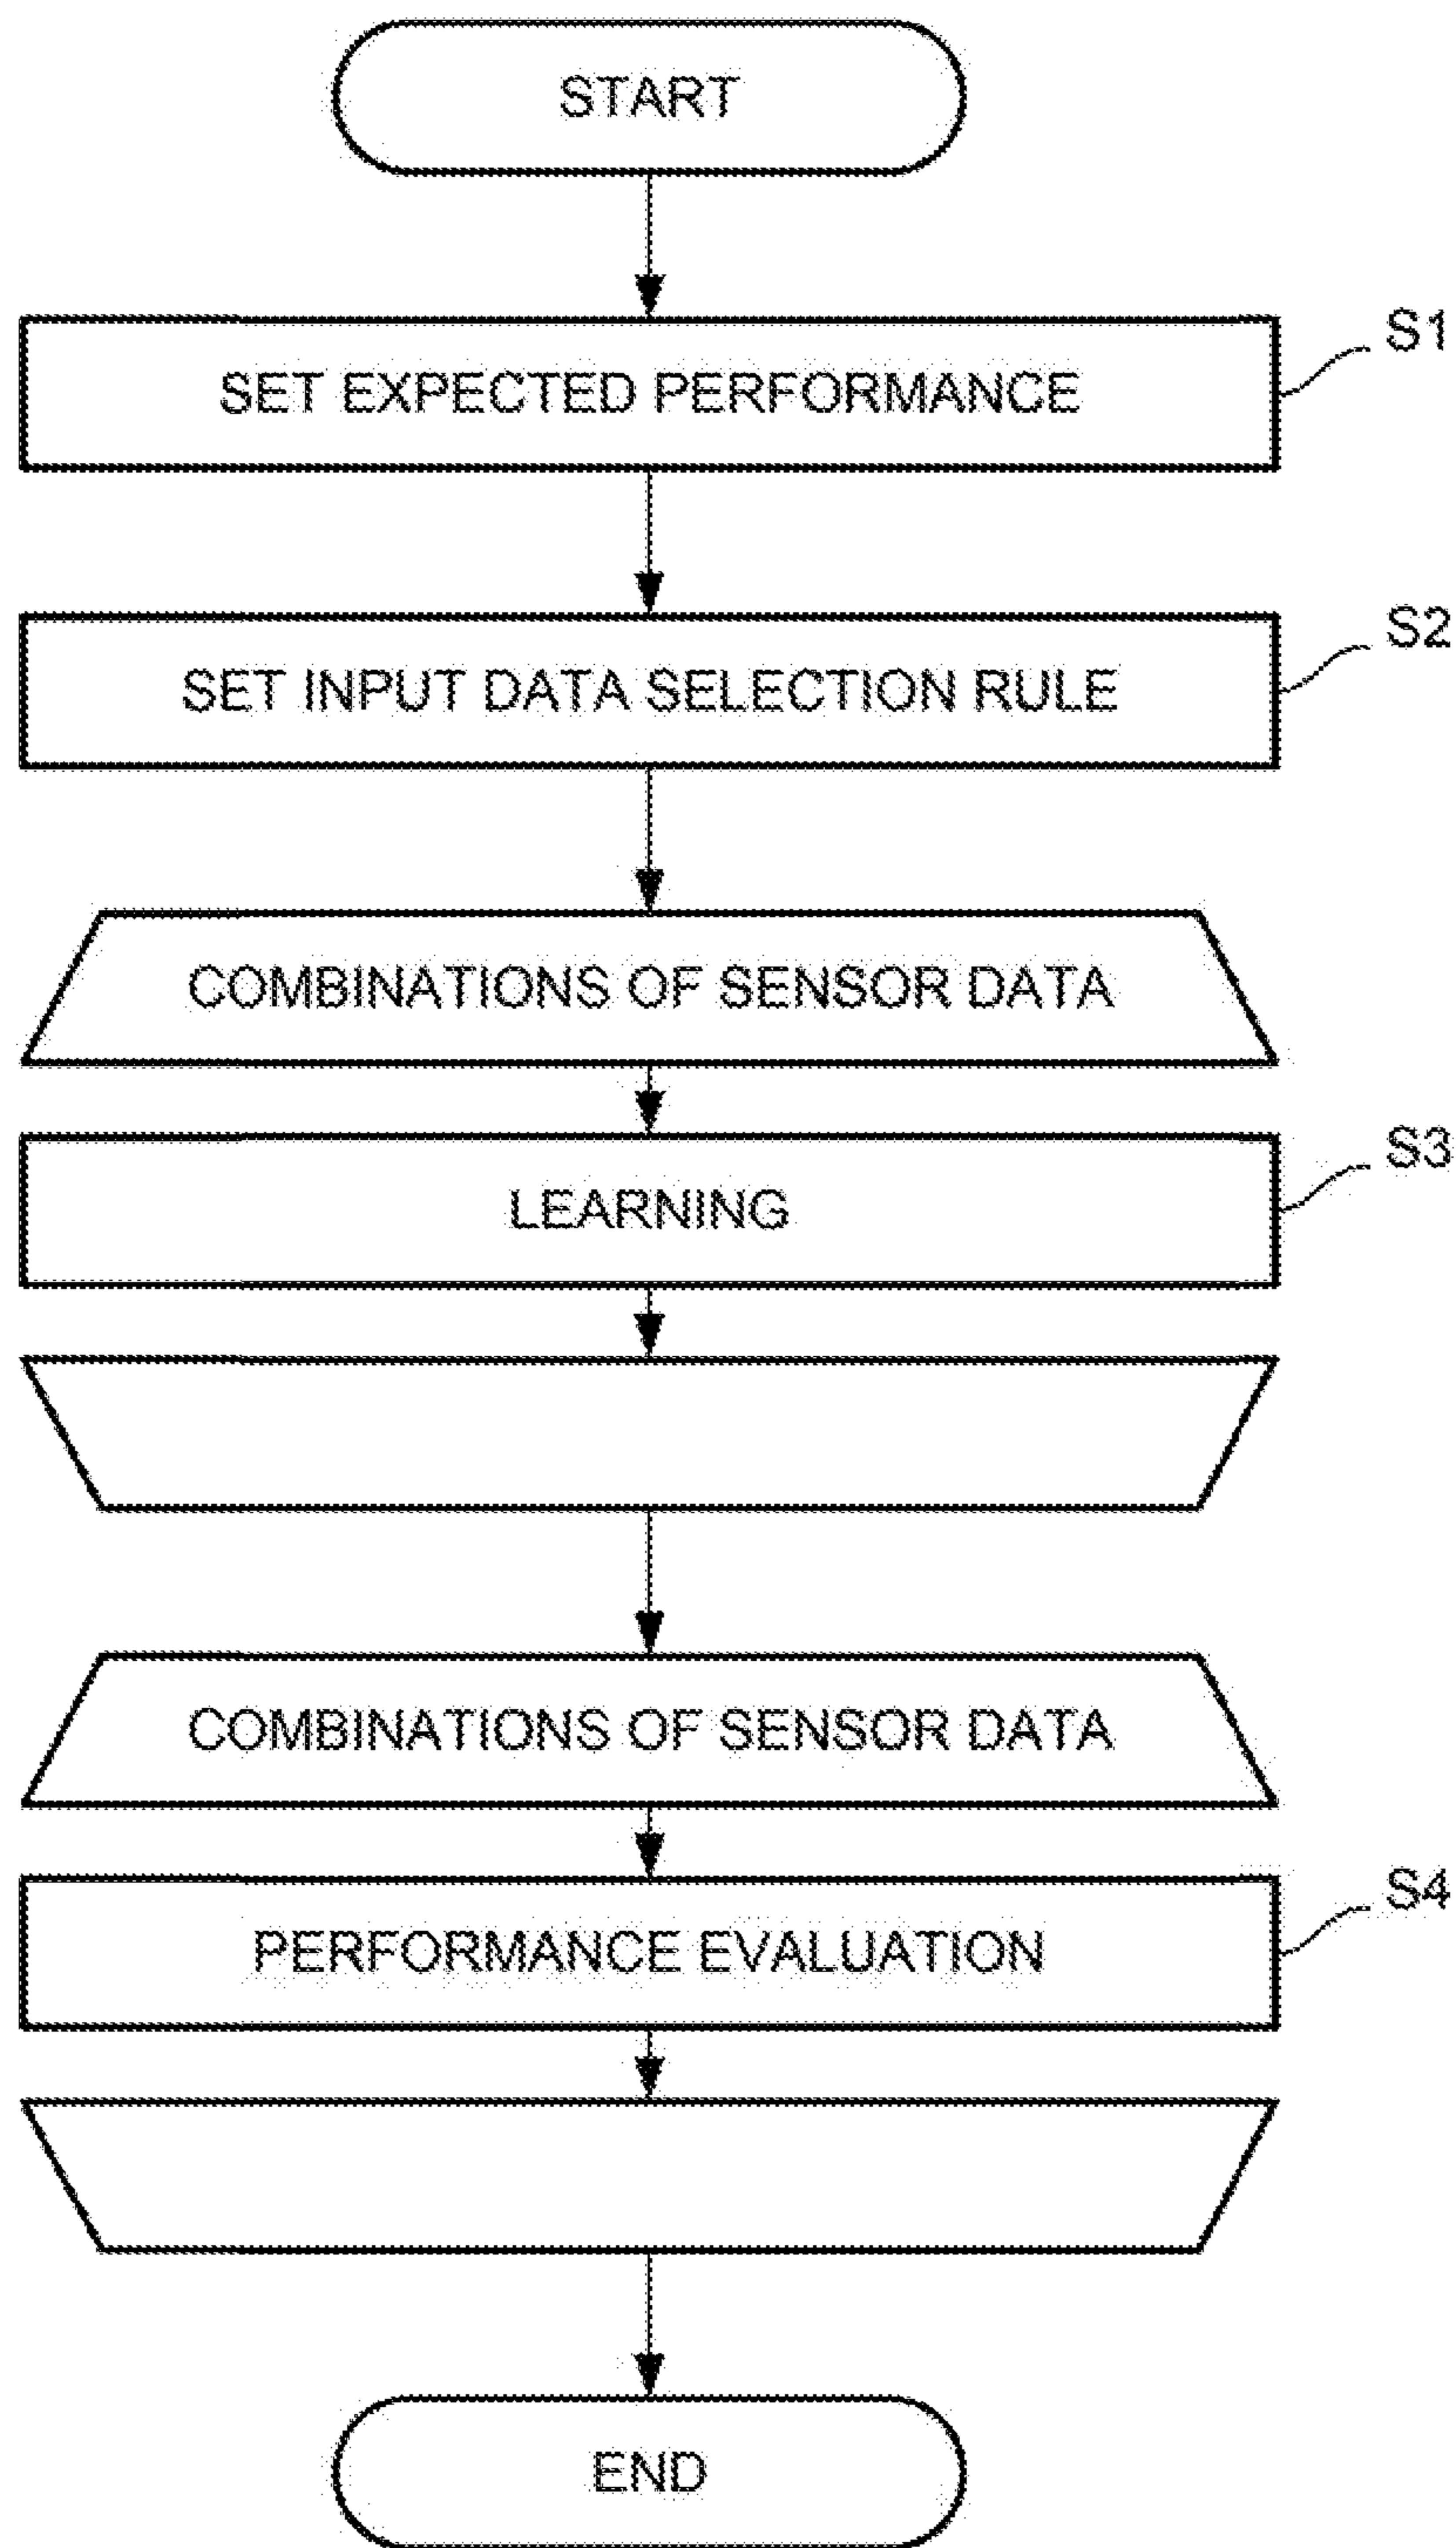 START
SET EXPECTED PERFORMANCE
S1
SET INPUT DATA SELECTION RULE
S2
COMBINATIONS OF SENSOR DATA
LEARNING
S3
COMBINATIONS OF SENSOR DATA
PERFORMANCE EVALUATION
S4
END